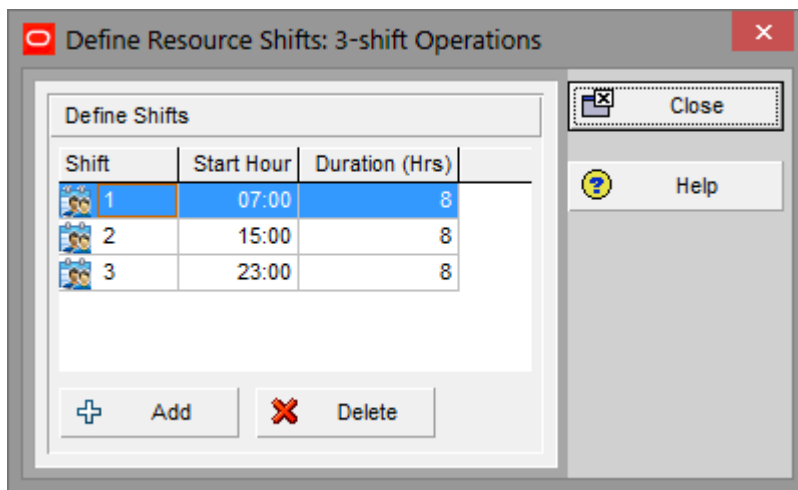 Define Resource Shifts: 3-shift Operations
Define Shifts
Shift Start Hour Duration (Hrs)
1 07:00 8
2 15:00 8
3 23:00 8
Add Delete
Close
Help